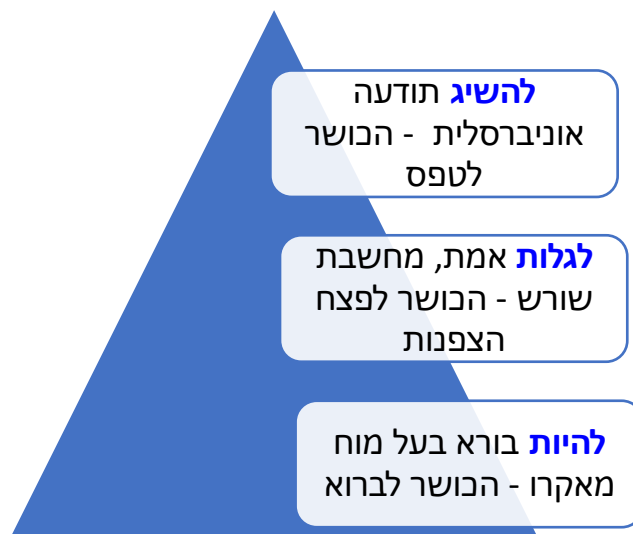 להשיג תודעה
אוניברסלית - הכושר
לטפס
לגלות אמת, מחשבת
שורש - הכושר לפצח
הצפנות
להיות בורא בעל מוח
מאקרו - הכושר לברוא